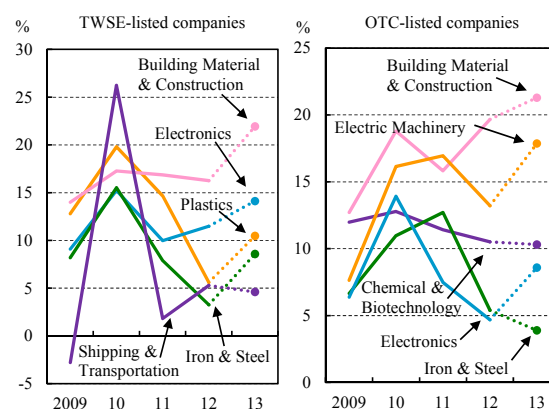 TWSE-listed companies
%
30
25
20
15
10
5
0
-5
2009 10 11 12 13
Building Material
& Construction
Electronics
Plastics
Shipping &
Transportation
Iron & Steel
OTC-listed companies
%
25
20
15
10
5
0
2009 10 11 12 13
Building Material
& Construction
Electric Machinery
Chemical &
Biotechnology
Electronics
Iron & Steel